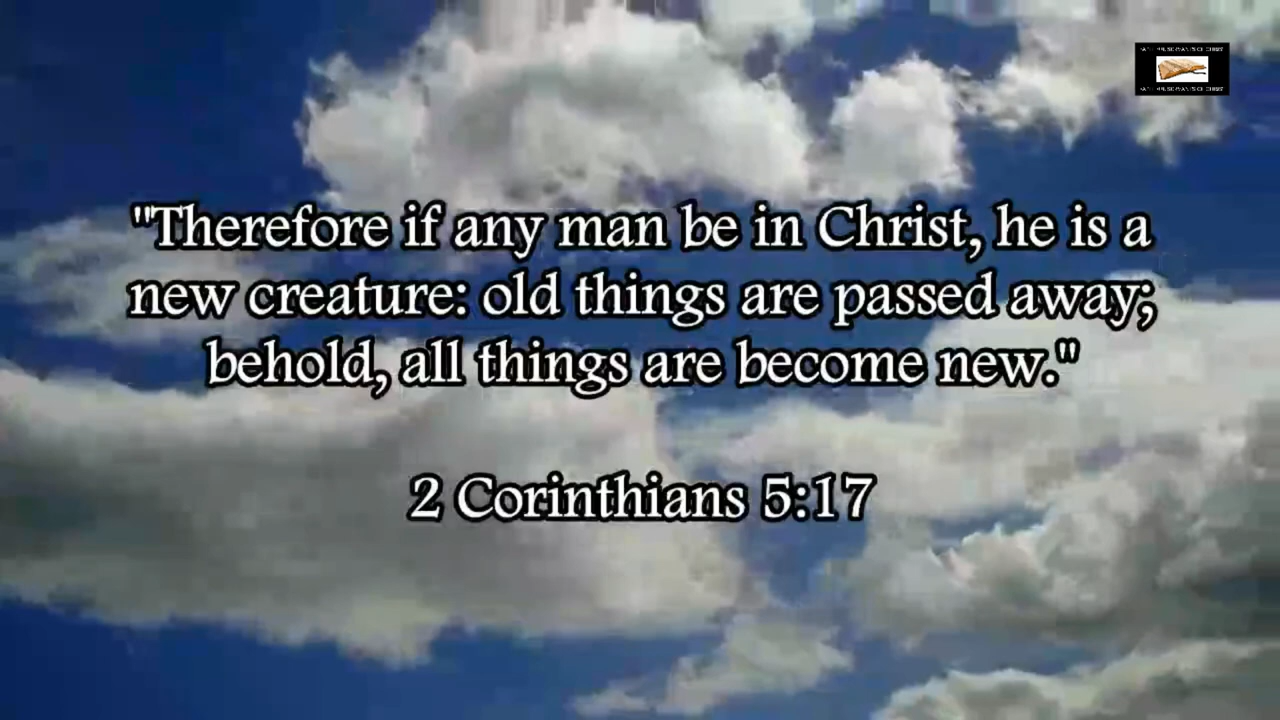 "Therefore if any man be in Christ, he is a
new creature: old things are passed away;
behold, all things are become new."
2 Corinthians 5:17